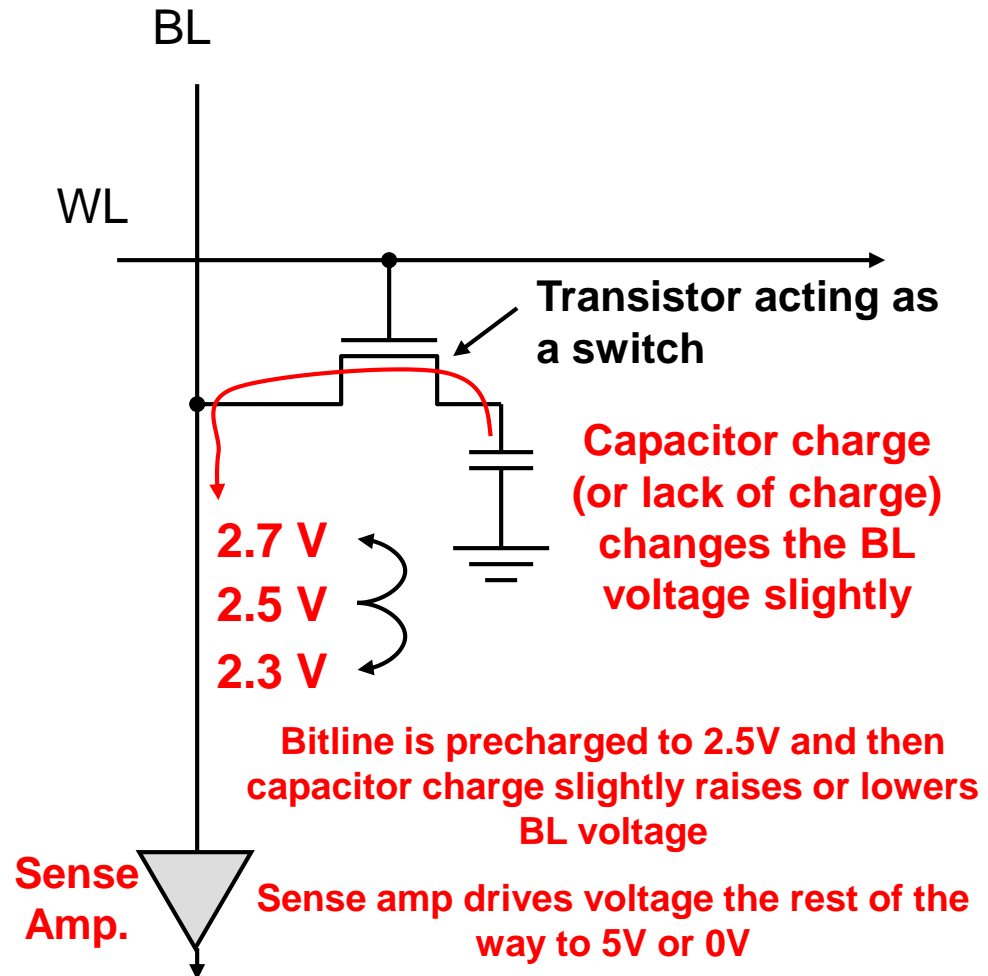 BL
WL
Transistor acting as
a switch
Capacitor charge
(or lack of charge)
changes the BL
voltage slightly
2.7 V
2.5 V
2.3 V
Bitline is precharged to 2.5V and then
capacitor charge slightly raises or lowers
BL voltage
Sense
Amp.
Sense amp drives voltage the rest of the
way to 5V or 0V